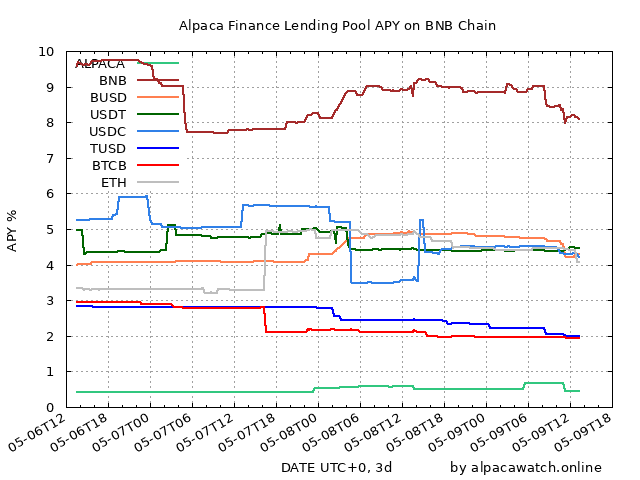 Alpaca Finance Lending Pool APY on BNB Chain
APY %
10
9
8
7
6
5
4
3
2
1
0
ALPACA
BNB
BUSD
USDT
USDC
TUSD
BTCB
ETH
05-06T12
05-06T18
05-07T00
05-07T06
05-07T12
05-07T18
05-08T00
05-08T06
05-08T12
05-08T18
05-09T00
05-09T06
05-09T12
05-09T18
DATE UTC+0, 3d
by alpacawatch.online